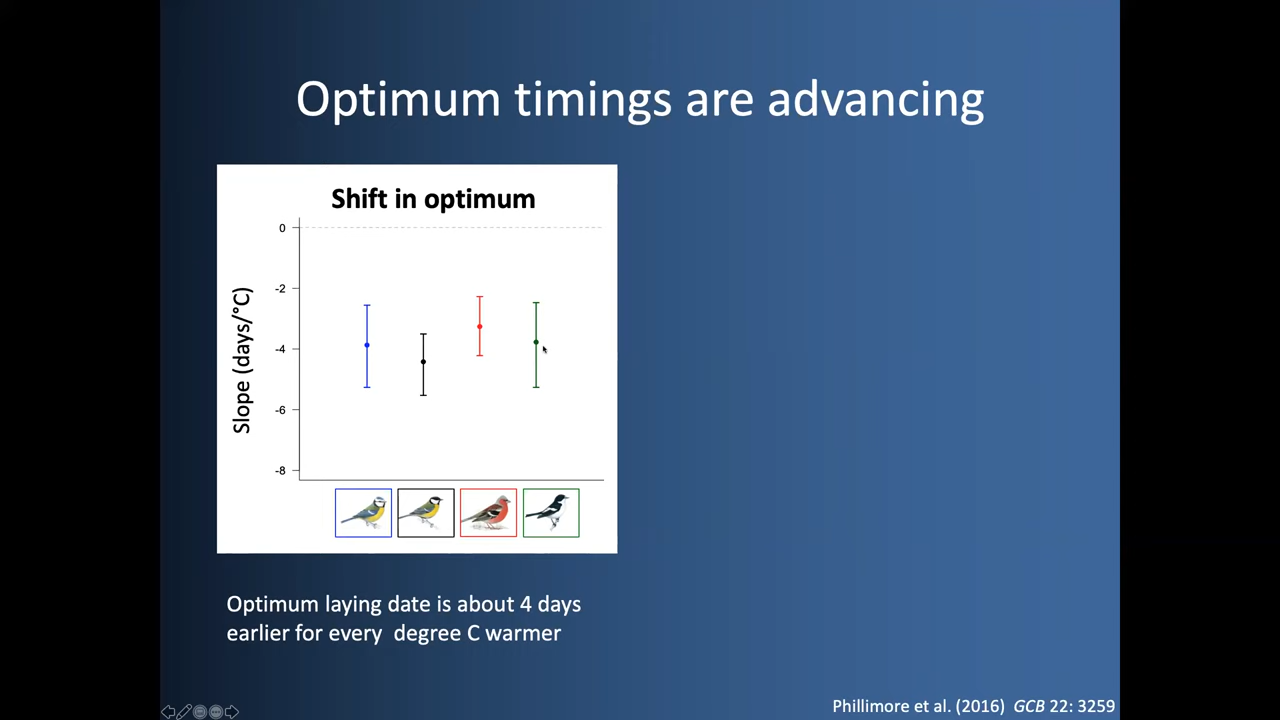 Optimum timings are advancing
Shift in optimum
0
-2
-4
-6
-8
Slope (days/°C)
Optimum laying date is about 4 days
earlier for every  degree C warmer
Phillimore et al. (2016)  GCB 22: 3259